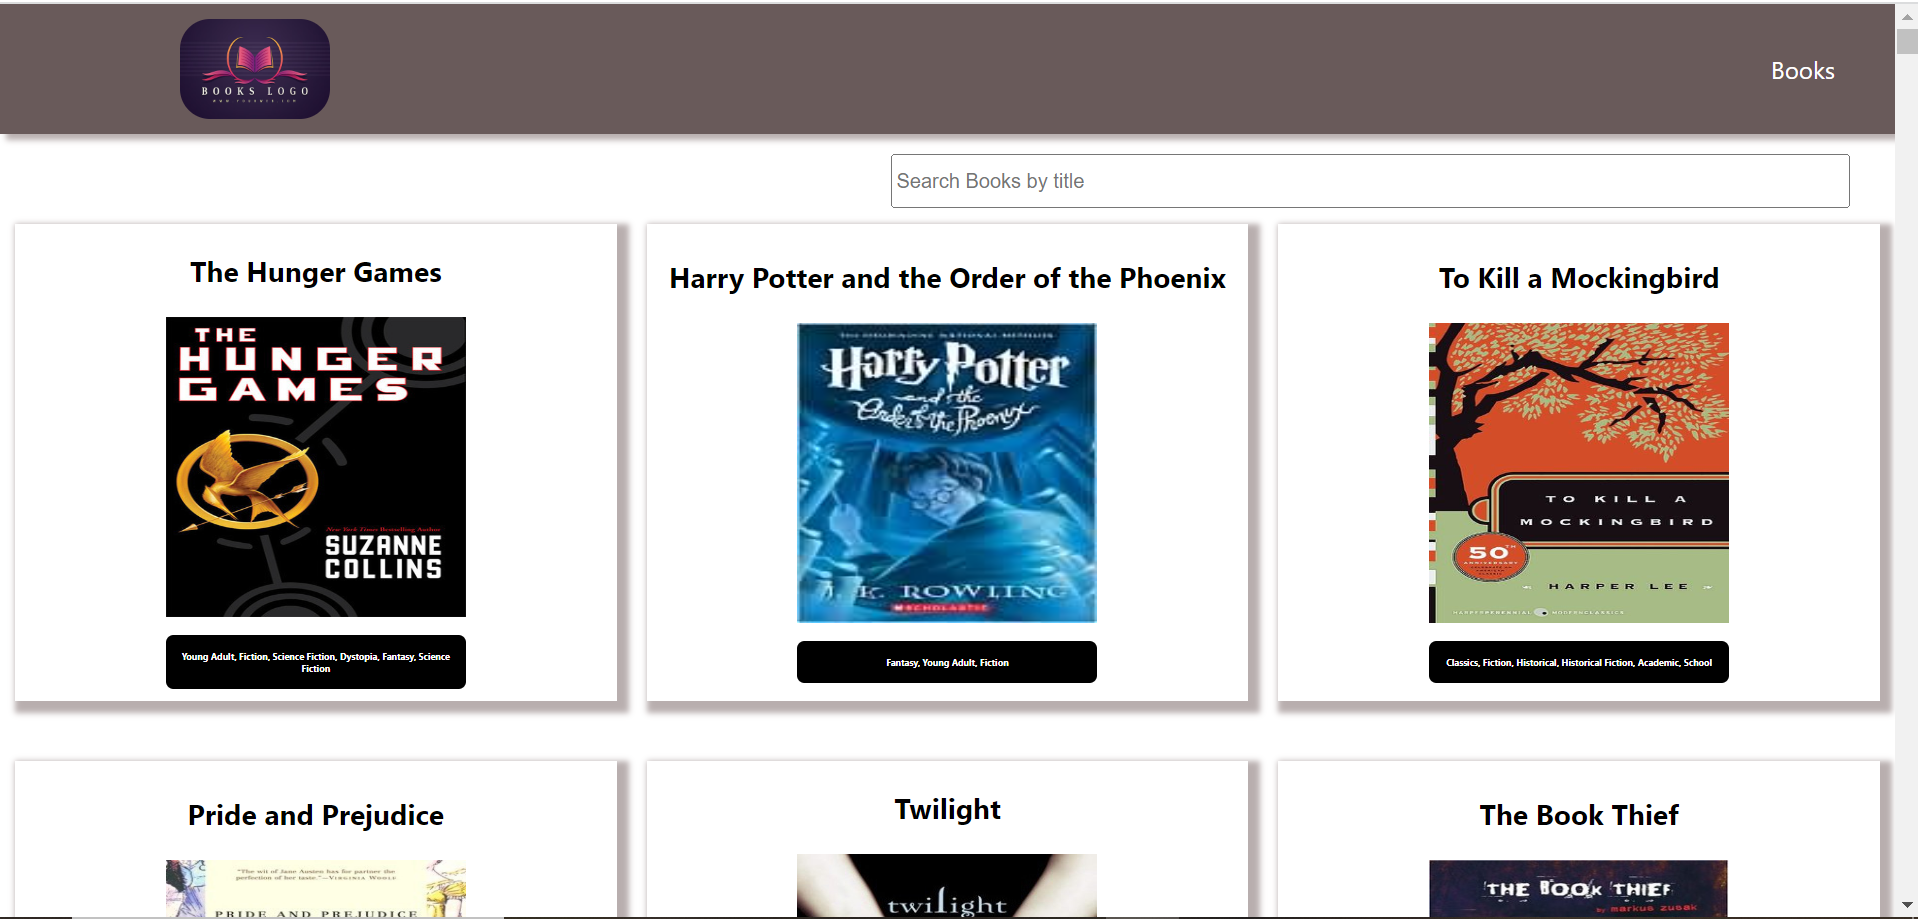 BOOKS LOGO
Books
Search Books by title
The Hunger Games
THE
HUNGER
GAMES
New York Times Bestselling Author
SUZANNE
COLLINS
Young Adult, Fiction, Science Fiction, Dystopia, Fantasy, Science
Fiction
Harry Potter and the Order of the Phoenix
Harry Potter
and the
Order of the Phoenix
J. K. ROWLING
SCHOLASTIC
Fantasy, Young Adult, Fiction
To Kill a Mockingbird
TO KILL A
MOCKINGBIRD
50TH
ANNIVERSARY
HARPER LEE
HARPERPERENNIAL MODERNCLASSICS
Classics, Fiction, Historical, Historical Fiction, Academic, School
Pride and Prejudice
"The wit of Jane Austen has for partner the
perfection of her taste."—VIRGINIA WOOLF
PRIDE AND PREJUDICE
Twilight
twilight
The Book Thief
THE BOOK THIEF
by MARKUS ZUSAK